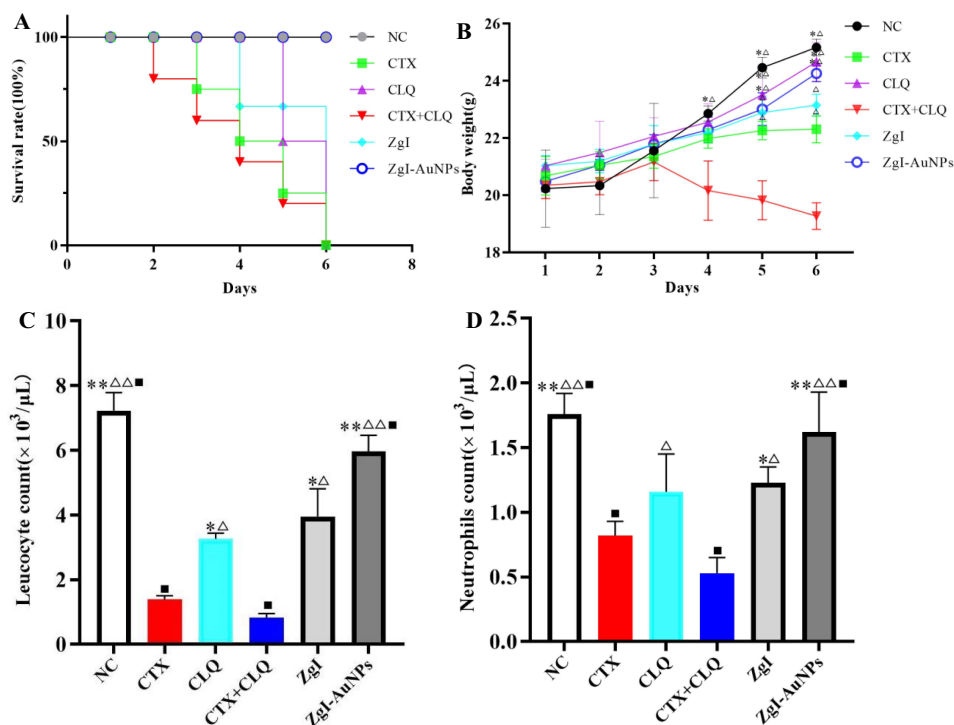 A
Survival rate(100%)
100
50
0
0
2
4
6
8
Days
NC
CTX
CLQ
CTX+CLQ
ZgI
ZgI-AuNPs
B
Body weight(g)
26
24
22
20
18
1
2
3
4
5
6
Days
*△
*△
*△
*△
△
*△
*△
*△
△
△
NC
CTX
CLQ
CTX+CLQ
ZgI
ZgI-AuNPs
C
Leucocyte count(×10³/μL)
10
8
6
4
2
0
**△△■
■
*△
■
*△
**△△■
NC
CTX
CLQ
CTX+CLQ
ZgI
ZgI-AuNPs
D
Neutrophils count(×10³/μL)
2.5
2.0
1.5
1.0
0.5
0.0
**△△■
■
△
■
*△
**△△■
NC
CTX
CLQ
CTX+CLQ
ZgI
ZgI-AuNPs